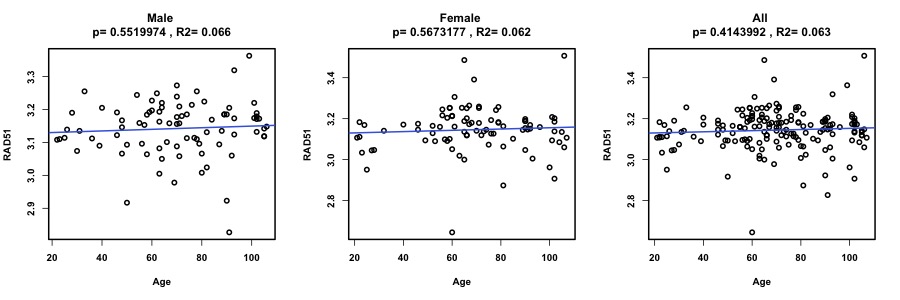 Male
p= 0.5519974 , R2= 0.066
RAD51
3.3
3.2
3.1
3.0
2.9
20 40 60 80 100
Age
Female
p= 0.5673177 , R2= 0.062
RAD51
3.4
3.2
3.0
2.8
20 40 60 80 100
Age
All
p= 0.4143992 , R2= 0.063
RAD51
3.4
3.2
3.0
2.8
20 40 60 80 100
Age